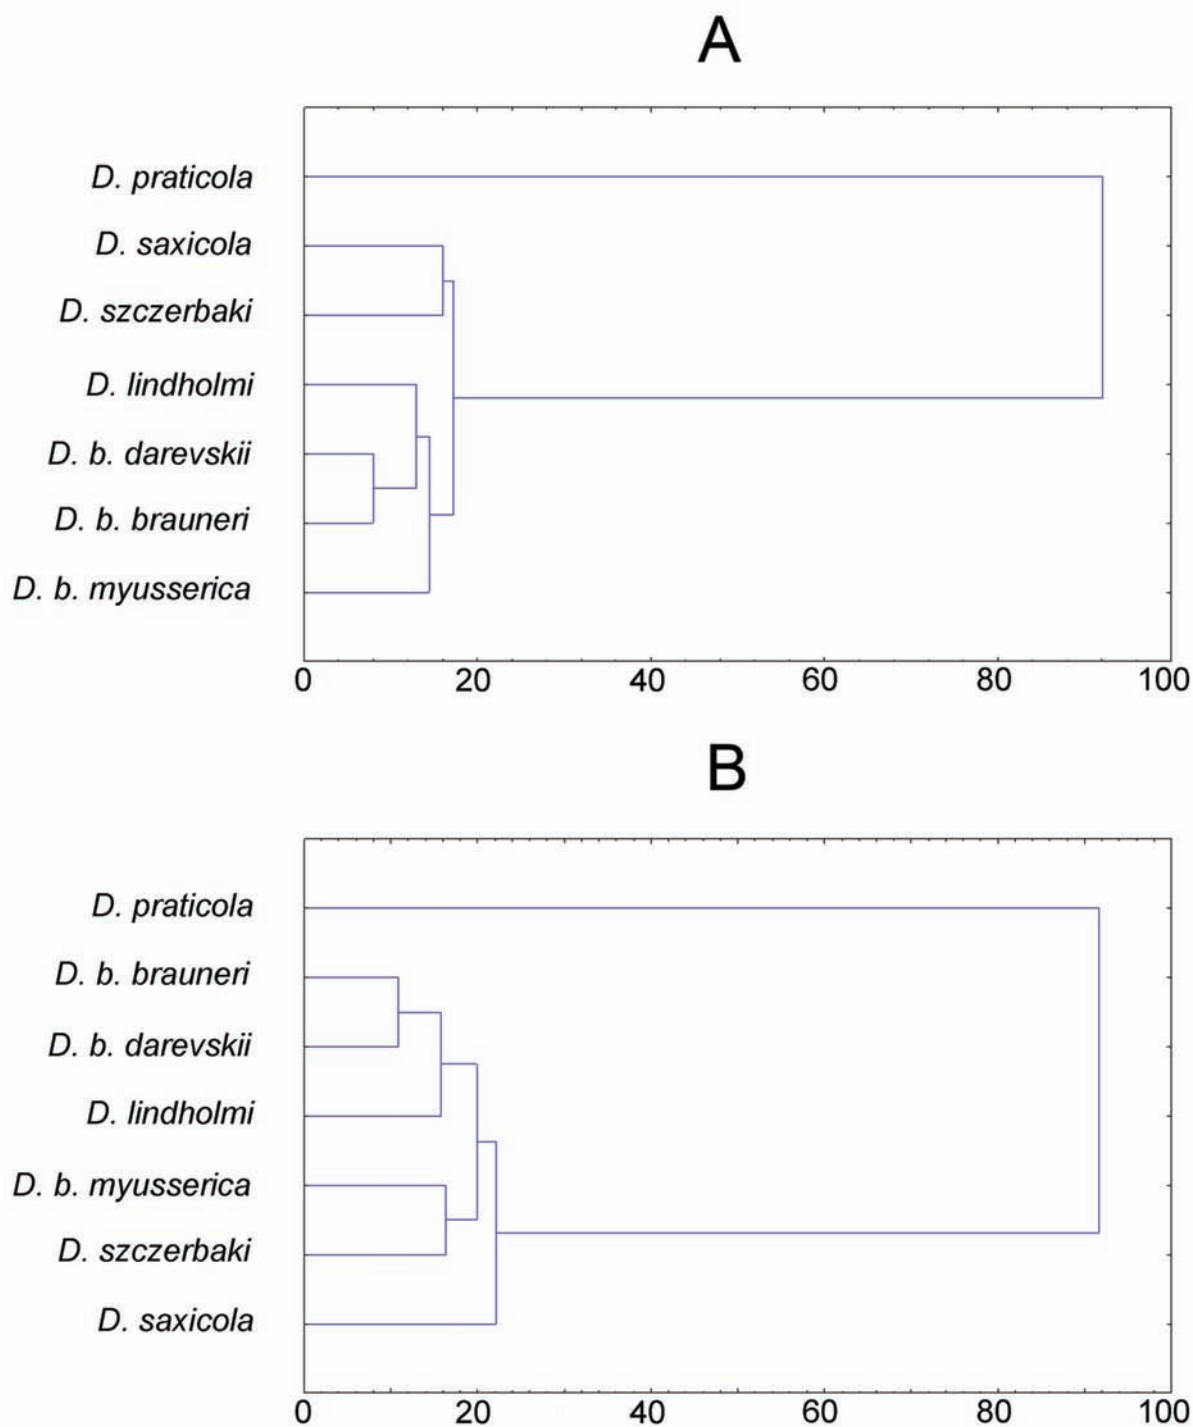 A
D. praticola
D. saxicola
D. szczerbaki
D. lindholmi
D. b. darevskii
D. b. brauneri
D. b. myusserica
0 20 40 60 80 100
B
D. praticola
D. b. brauneri
D. b. darevskii
D. lindholmi
D. b. myusserica
D. szczerbaki
D. saxicola
0 20 40 60 80 100